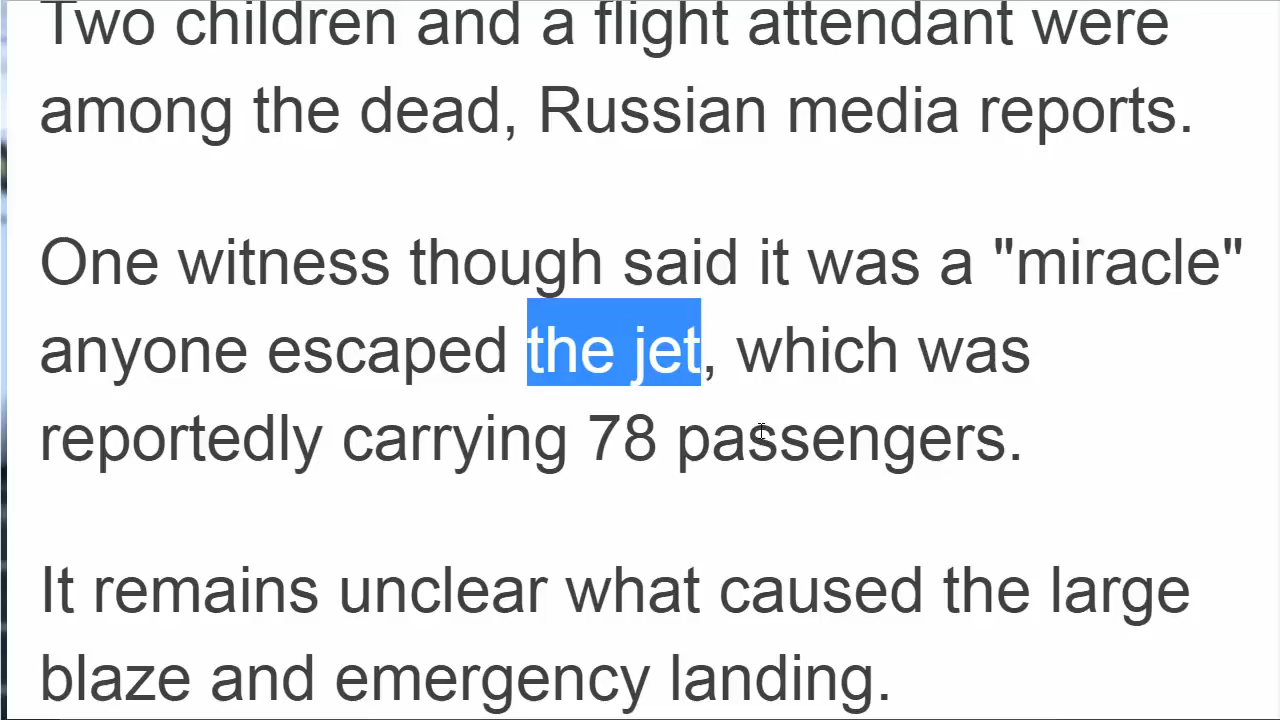 Two children and a flight attendant were
among the dead, Russian media reports.
One witness though said it was a "miracle"
anyone escaped the jet, which was
reportedly carrying 78 passengers.
It remains unclear what caused the large
blaze and emergency landing.